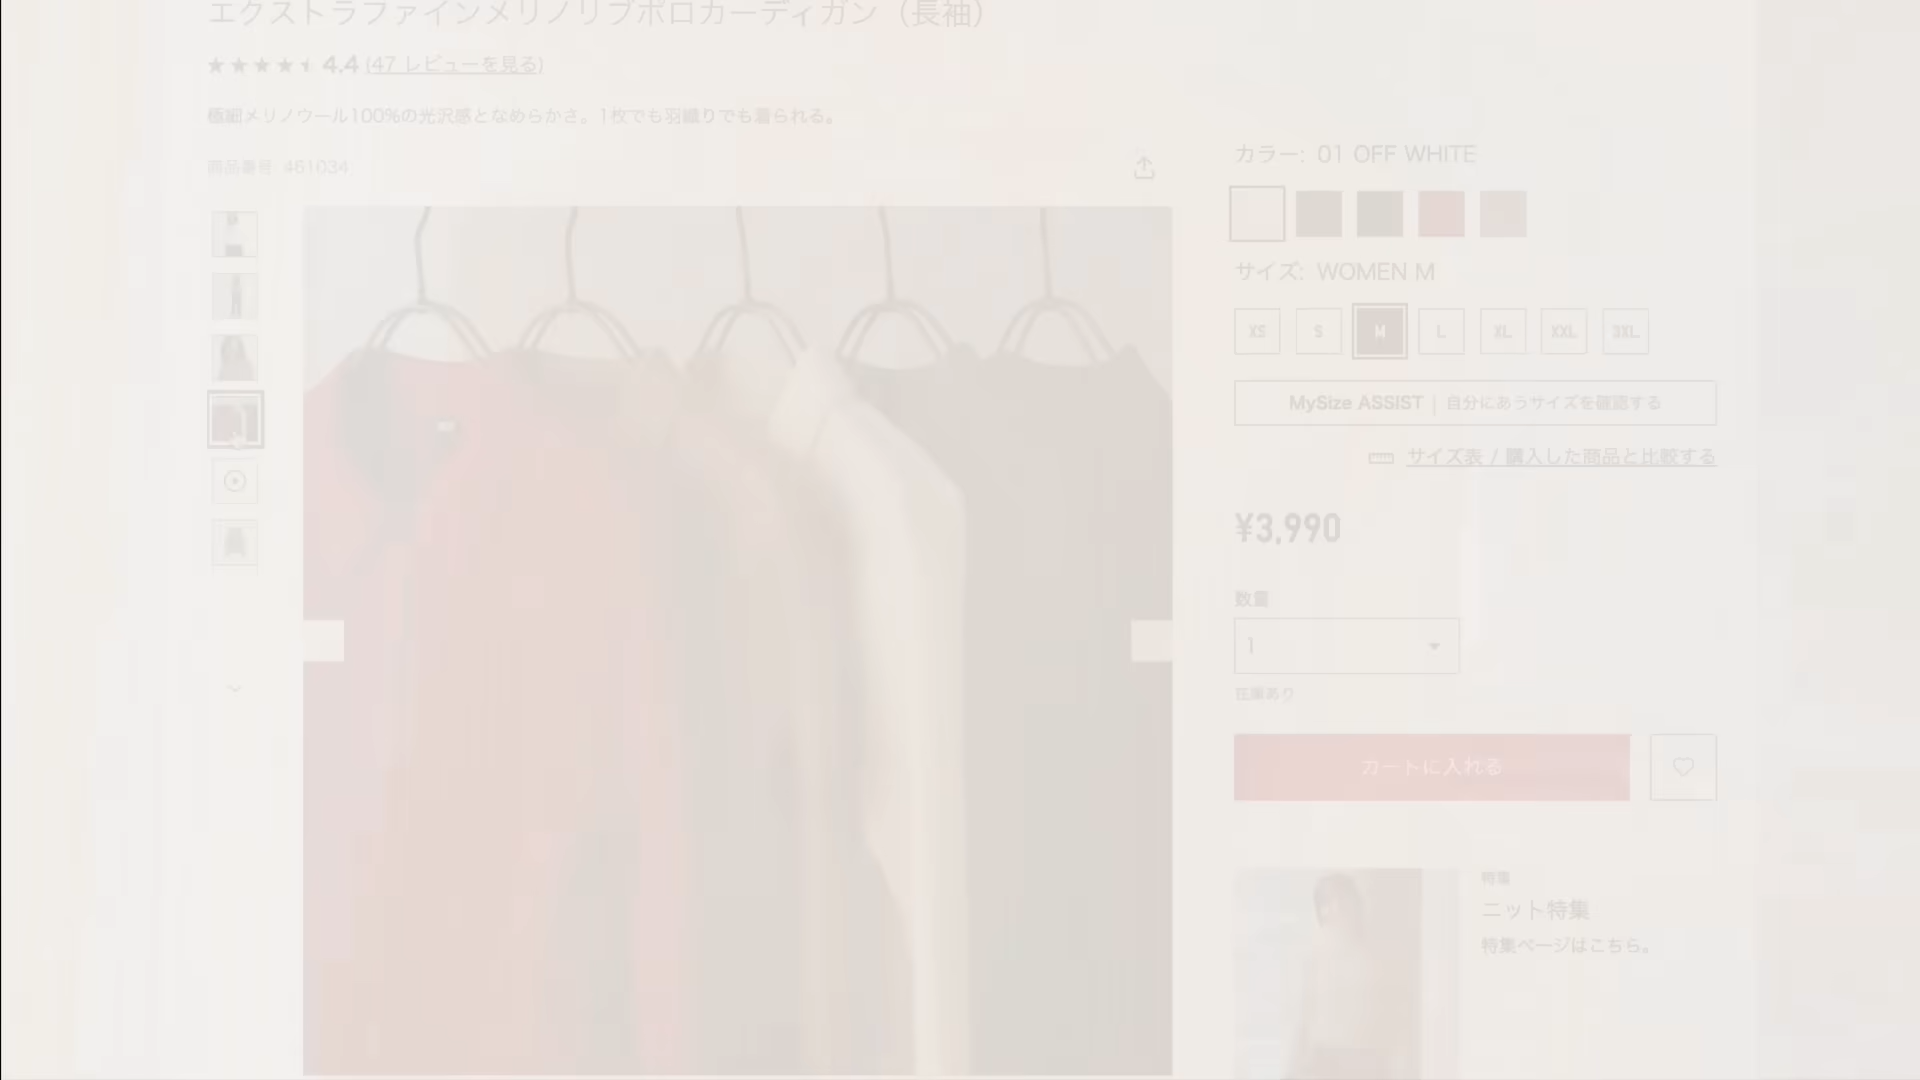 エクストラファインメリノリブポロカーディガン（長袖）
4.4 (47 レビューを見る)
極細メリノウール100%の光沢感となめらかさ。1枚でも羽織りでも着られる。
商品番号 461034
カラー: 01 OFF WHITE
サイズ: WOMEN M
XS S M L XL XXL 3XL
MySize ASSIST | 自分にあうサイズを確認する
サイズ表 / 購入した商品と比較する
¥3,990
数量
1
在庫あり
カートに入れる
特集
ニット特集
特集ページはこちら。